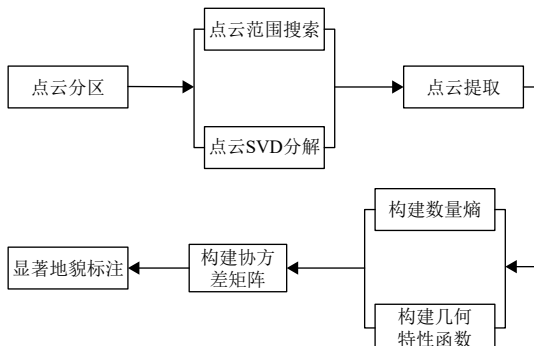 点云范围搜索
点云分区
点云提取
点云SVD分解
构建数量熵
显著地貌标注
构建协方
差矩阵
构建几何
特性函数